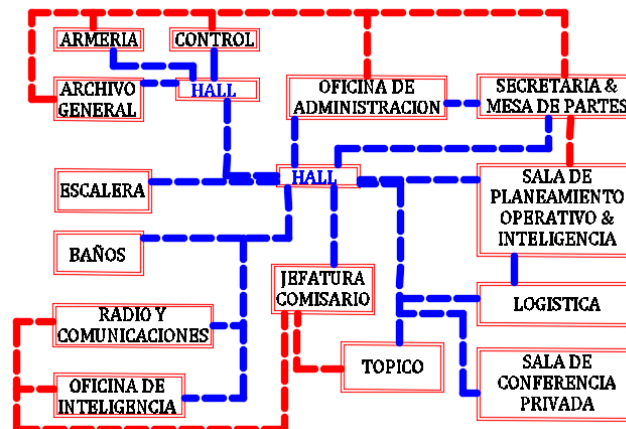 ARMERIA
CONTROL
ARCHIVO
GENERAL
HALL
OFICINA DE
ADMINISTRACION
SECRETARIA &
MESA DE PARTES
ESCALERA
HALL
SALA DE
PLANEAMIENTO
OPERATIVO &
INTELIGENCIA
BAÑOS
JEFATURA
COMISARIO
RADIO Y
COMUNICACIONES
LOGISTICA
OFICINA DE
INTELIGENCIA
TOPICO
SALA DE
CONFERENCIA
PRIVADA